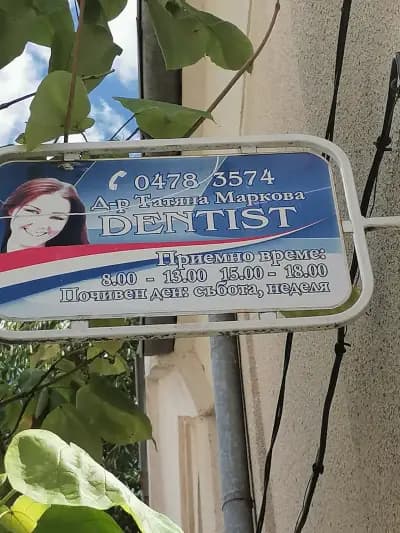 0478 3574
Д-р Татяна Маркова
DENTIST
Приемно време:
8.00 - 13.00 15.00 - 18.00
Почивен ден: събота, неделя